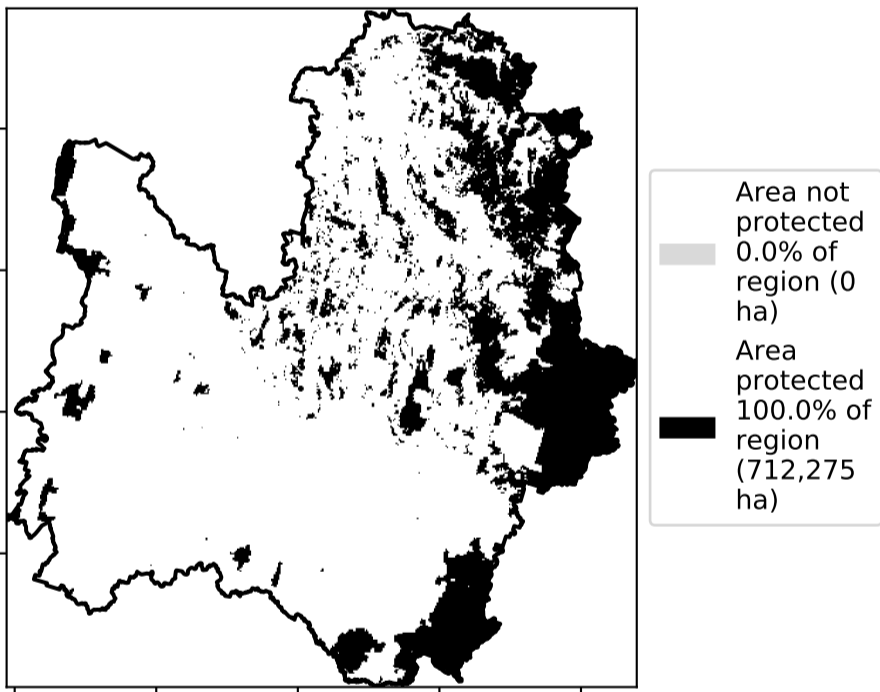 Area not
protected
0.0% of
region (0
ha)
Area
protected
100.0% of
region
(712,275
ha)